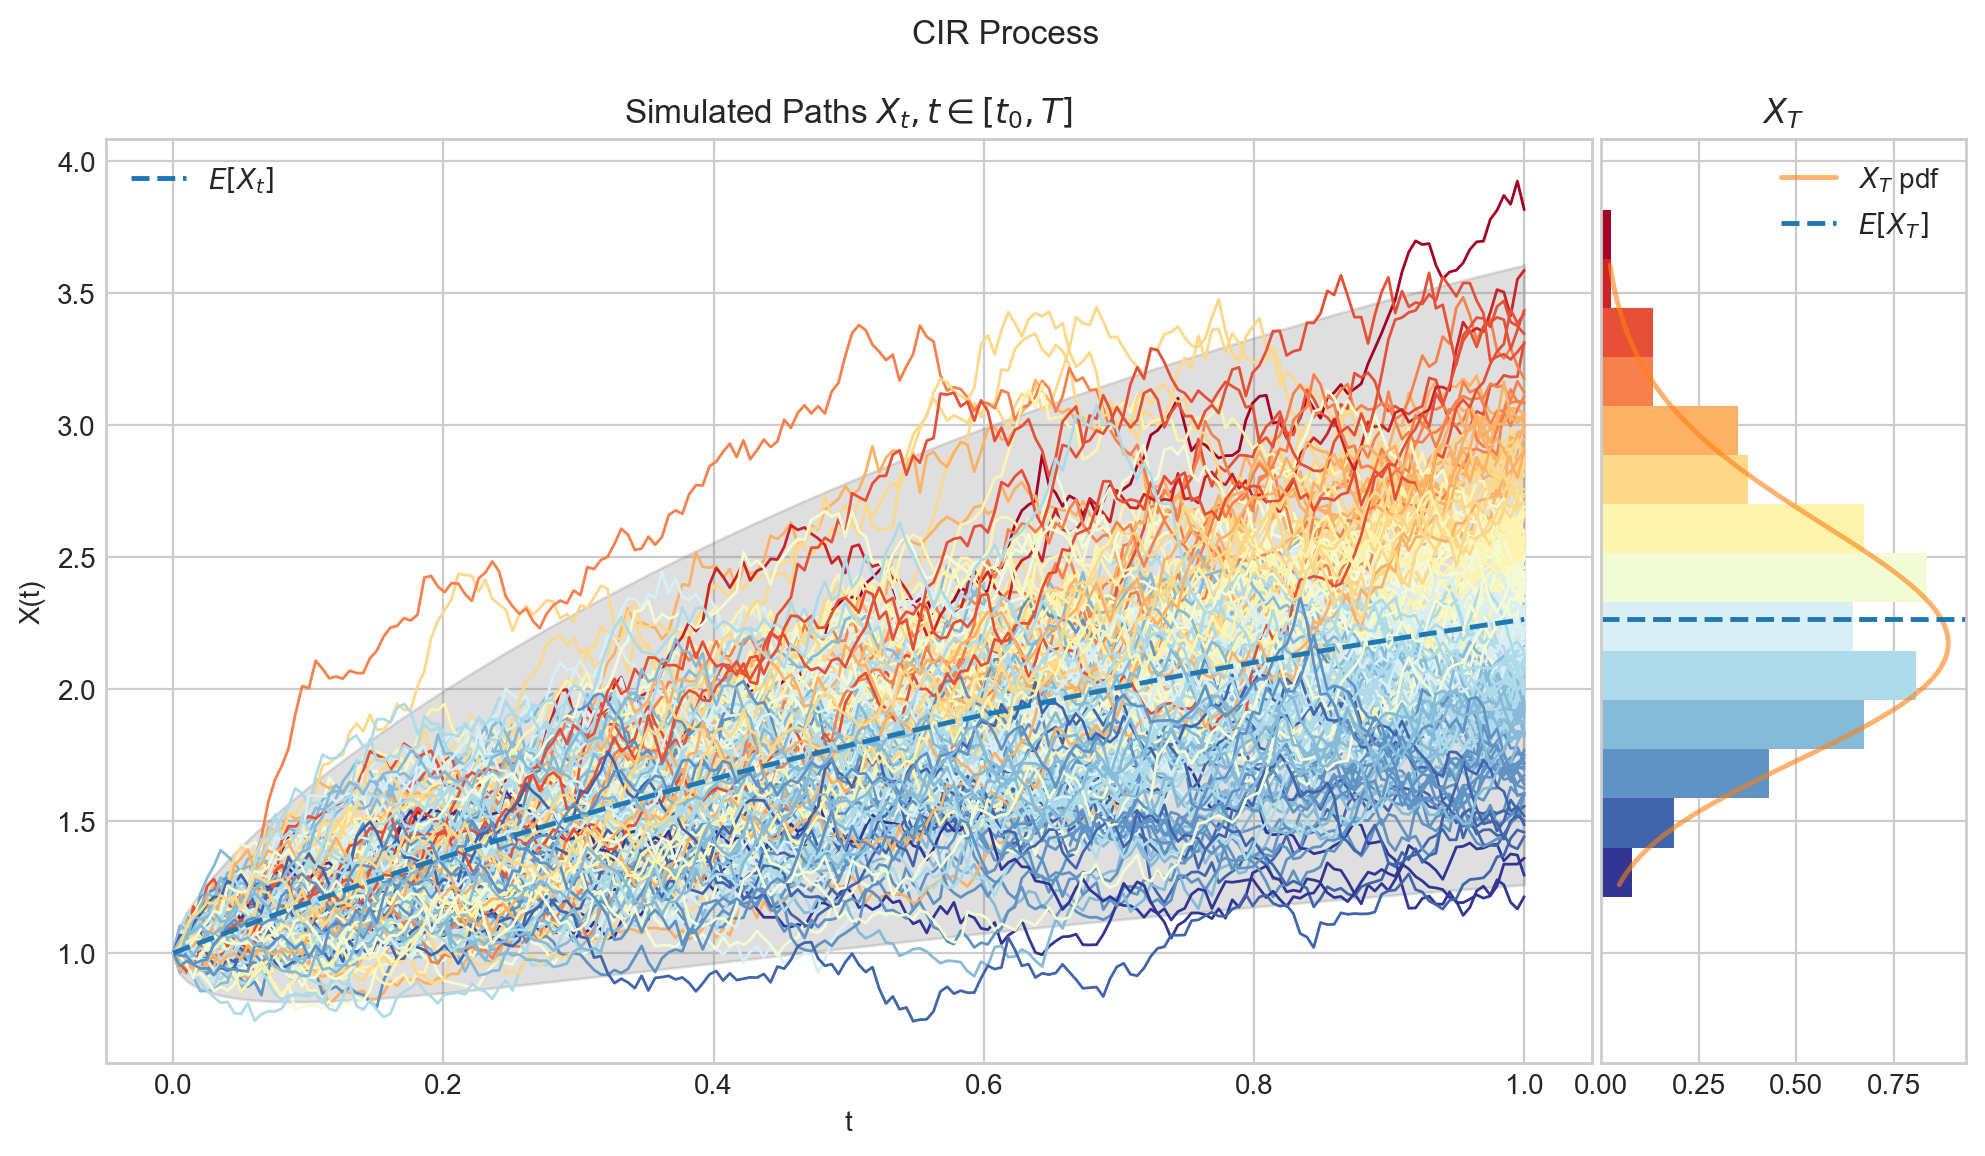 CIR Process
Simulated Paths $X_t, t \in [t_0, T]$
$X_T$
$E[X_t]$
$X_T$ pdf
$E[X_T]$
X(t)
4.0
3.5
3.0
2.5
2.0
1.5
1.0
0.0 0.2 0.4 0.6 0.8 1.0
0.00 0.25 0.50 0.75
t